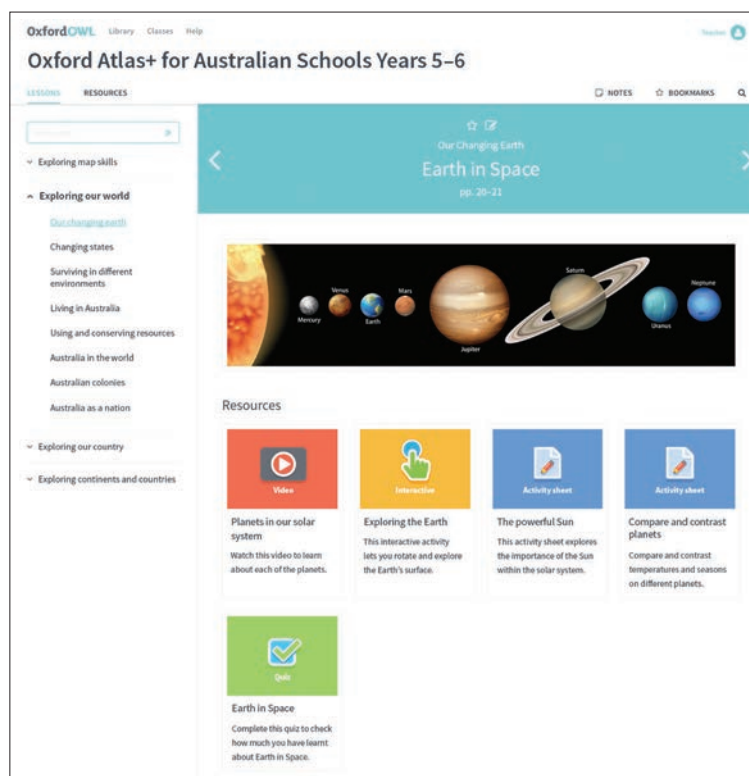 OxfordOWL Library Classes Help
Teacher
Oxford Atlas+ for Australian Schools Years 5–6
LESSONS RESOURCES
NOTES BOOKMARKS
Exploring map skills
Exploring our world
Our changing earth
Changing states
Surviving in different
environments
Living in Australia
Using and conserving resources
Australia in the world
Australian colonies
Australia as a nation
Exploring our country
Exploring continents and countries
Our Changing Earth
Earth in Space
pp. 20–21
Mercury
Venus
Earth
Mars
Jupiter
Saturn
Uranus
Neptune
Resources
Video
Planets in our solar
system
Watch this video to learn
about each of the planets.
Interactive
Exploring the Earth
This interactive activity
lets you rotate and explore
the Earth's surface.
Activity sheet
The powerful Sun
This activity sheet explores
the importance of the Sun
within the solar system.
Activity sheet
Compare and contrast
planets
Compare and contrast
temperatures and seasons
on different planets.
Quiz
Earth in Space
Complete this quiz to check
how much you have learnt
about Earth in Space.